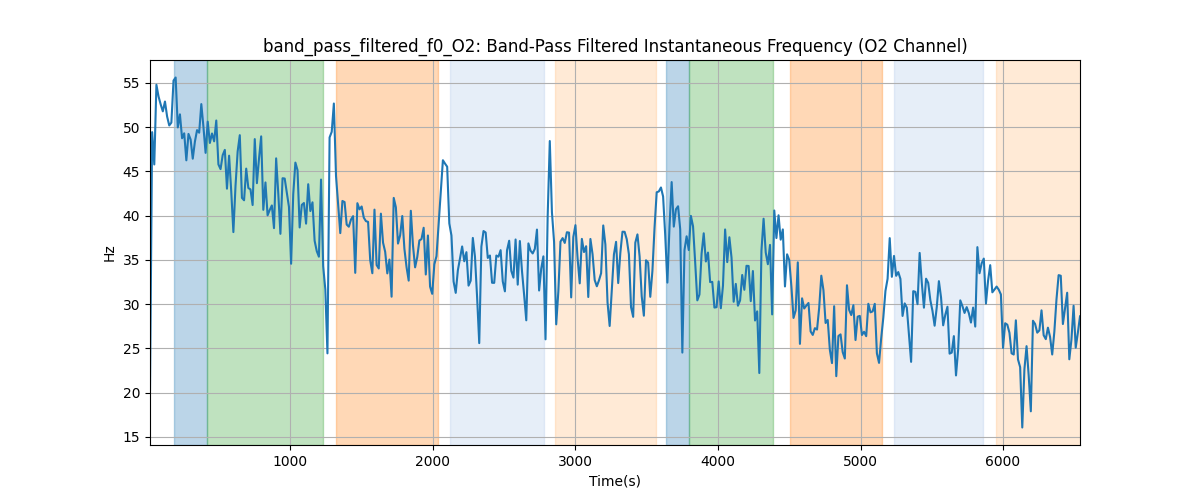 band_pass_filtered_f0_O2: Band-Pass Filtered Instantaneous Frequency (O2 Channel)
55
50
45
40
35
30
25
20
15
Hz
1000 2000 3000 4000 5000 6000
Time(s)